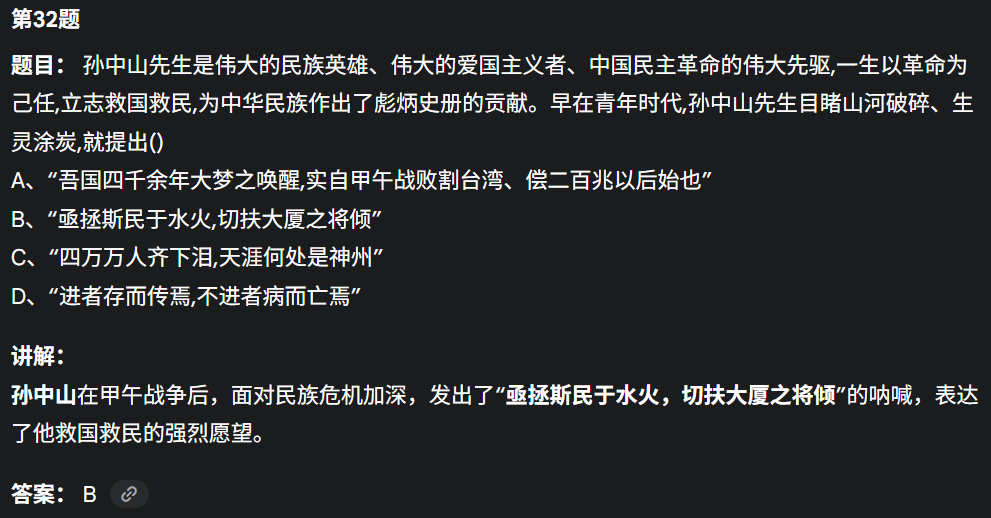 第32题
题目： 孙中山先生是伟大的民族英雄、伟大的爱国主义者、中国民主革命的伟大先驱,一生以革命为
己任,立志救国救民,为中华民族作出了彪炳史册的贡献。早在青年时代,孙中山先生目睹山河破碎、生
灵涂炭,就提出()
A、“吾国四千余年大梦之唤醒,实自甲午战败割台湾、偿二百兆以后始也”
B、“亟拯斯民于水火,切扶大厦之将倾”
C、“四万万人齐下泪,天涯何处是神州”
D、“进者存而传焉,不进者病而亡焉”
讲解：
孙中山在甲午战争后，面对民族危机加深，发出了“亟拯斯民于水火，切扶大厦之将倾”的呐喊，表达
了他救国救民的强烈愿望。
答案： B